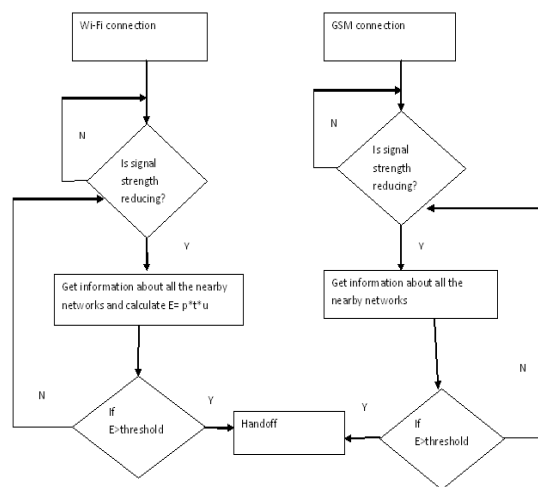 Wi-Fi connection
GSM connection
N
N
Is signal
strength
reducing?
Is signal
strength
reducing?
Y
Y
Get information about all the nearby
networks and calculate E= p*t*u
Get information about all the
nearby networks
N
N
If
E>threshold
Y
Handoff
Y
If
E>threshold